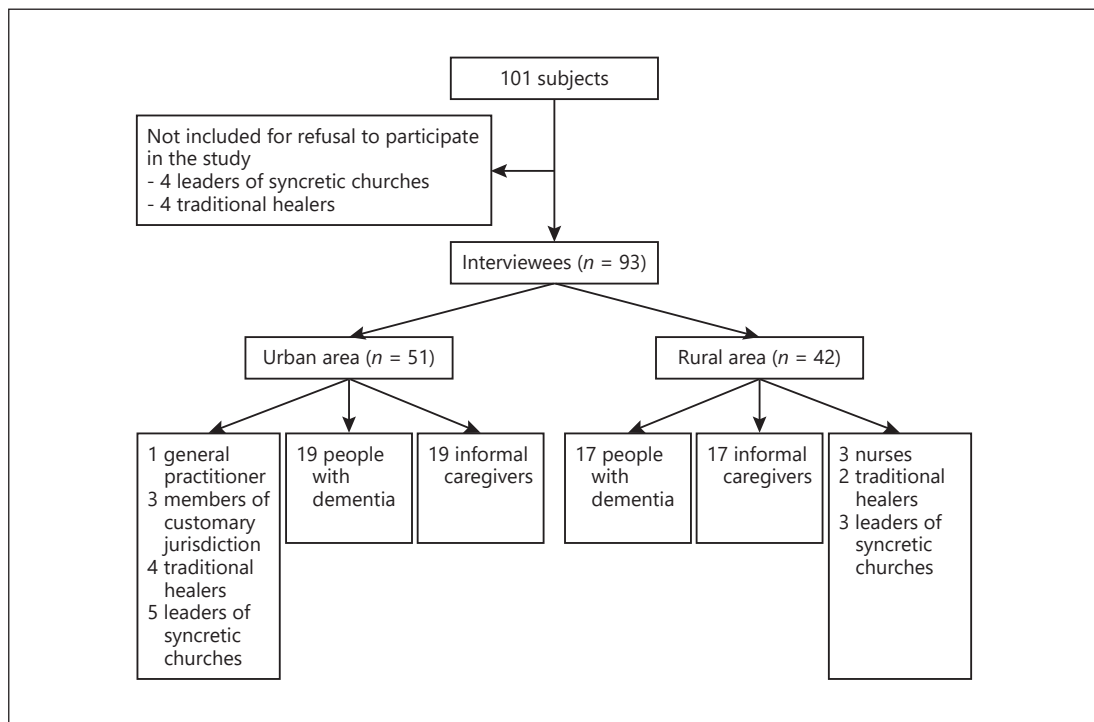 101 subjects
Not included for refusal to participate
in the study
- 4 leaders of syncretic churches
- 4 traditional healers
Interviewees (n = 93)
Urban area (n = 51)
Rural area (n = 42)
1 general
practitioner
3 members of
customary
jurisdiction
4 traditional
healers
5 leaders of
syncretic
churches
19 people
with
dementia
19 informal
caregivers
17 people
with
dementia
17 informal
caregivers
3 nurses
2 traditional
healers
3 leaders of
syncretic
churches